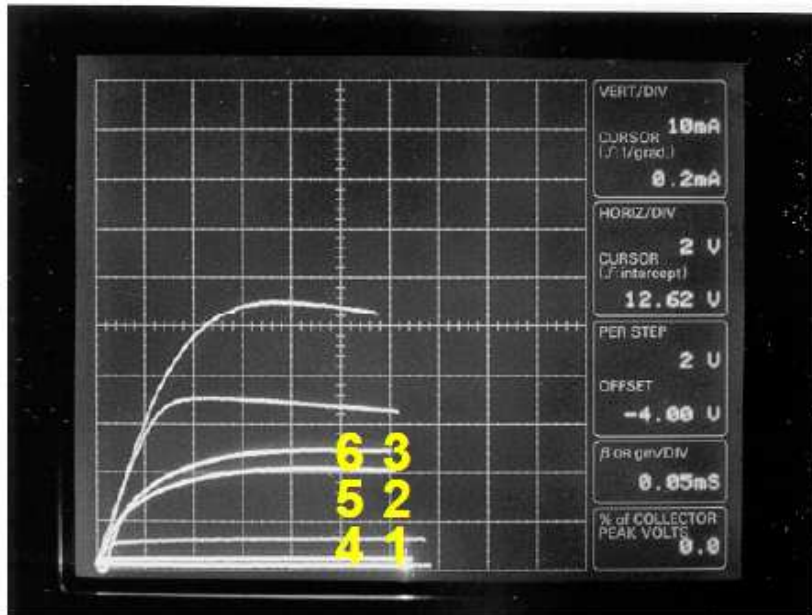 VERT/DIV
10mA
CURSOR
(⎎ 1/grad.)
0.2mA
HORIZ/DIV
2 V
CURSOR
(⎎ intercept)
12.62 V
PER STEP
2 V
OFFSET
-4.00 V
β OR gm/DIV
0.05mS
% of COLLECTOR
PEAK VOLTS
0.0
6 3
5 2
4 1